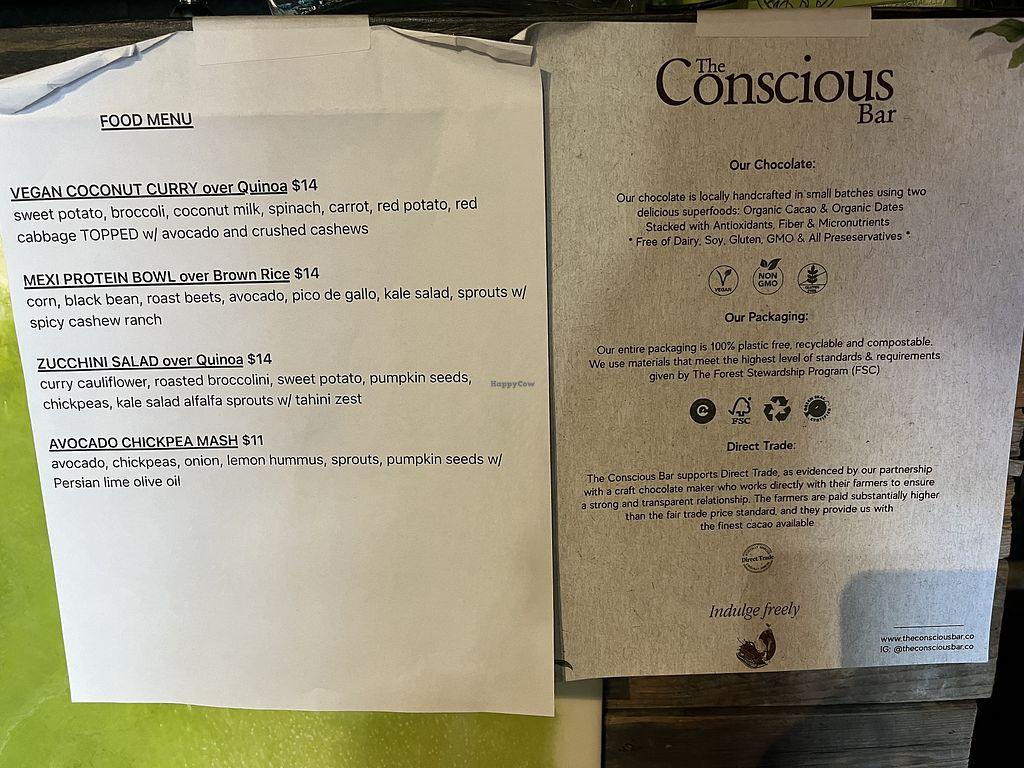 FOOD MENU
VEGAN COCONUT CURRY over Quinoa $14
sweet potato, broccoli, coconut milk, spinach, carrot, red potato, red
cabbage TOPPED w/ avocado and crushed cashews
MEXI PROTEIN BOWL over Brown Rice $14
corn, black bean, roast beets, avocado, pico de gallo, kale salad, sprouts w/
spicy cashew ranch
ZUCCHINI SALAD over Quinoa $14
curry cauliflower, roasted broccolini, sweet potato, pumpkin seeds,
chickpeas, kale salad alfalfa sprouts w/ tahini zest
AVOCADO CHICKPEA MASH $11
avocado, chickpeas, onion, lemon hummus, sprouts, pumpkin seeds w/
Persian lime olive oil
HappyCow
The
Conscious
Bar
Our Chocolate:
Our chocolate is locally handcrafted in small batches using two
delicious superfoods: Organic Cacao & Organic Dates
Stacked with Antioxidants, Fiber & Micronutrients
* Free of Dairy, Soy, Gluten, GMO & All Preseservatives *
VEGAN
NON
GMO
Our Packaging:
Our entire packaging is 100% plastic free, recyclable and compostable.
We use materials that meet the highest level of standards & requirements
given by The Forest Stewardship Program (FSC)
FSC
Direct Trade:
The Conscious Bar supports Direct Trade, as evidenced by our partnership
with a craft chocolate maker who works directly with their farmers to ensure
a strong and transparent relationship. The farmers are paid substantially higher
than the fair trade price standard, and they provide us with
the finest cacao available
Direct Trade
Indulge freely
www.theconsciousbar.co
IG; @theconsciousbar.co